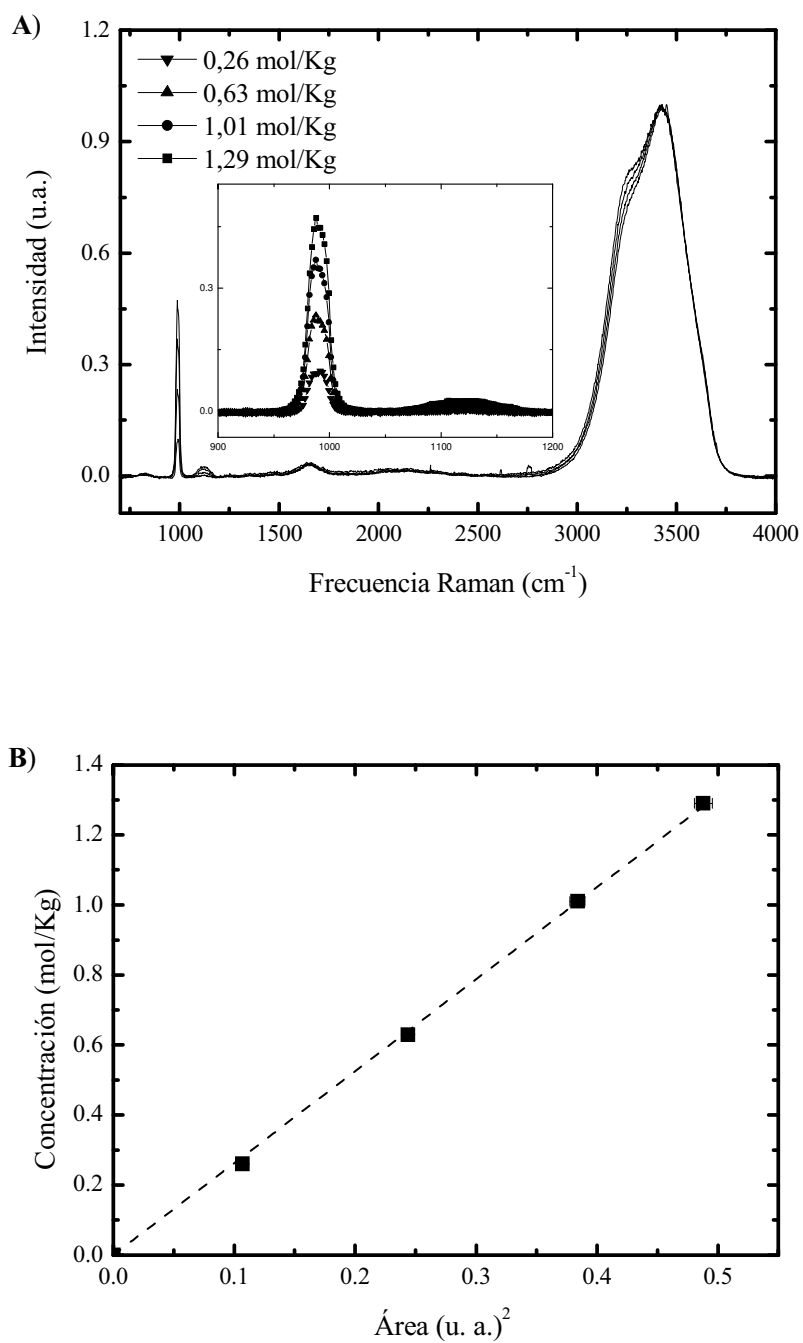 A)
1.2
0.9
0.6
0.3
0.0
Intensidad (u.a.)
0,26 mol/Kg
0,63 mol/Kg
1,01 mol/Kg
1,29 mol/Kg
0.3
0.0
900 1000 1100 1200
1000 1500 2000 2500 3000 3500 4000
Frecuencia Raman (cm⁻¹)
B)
1.4
1.2
1.0
0.8
0.6
0.4
0.2
0.0
Concentración (mol/Kg)
0.0 0.1 0.2 0.3 0.4 0.5
Área (u. a.)²